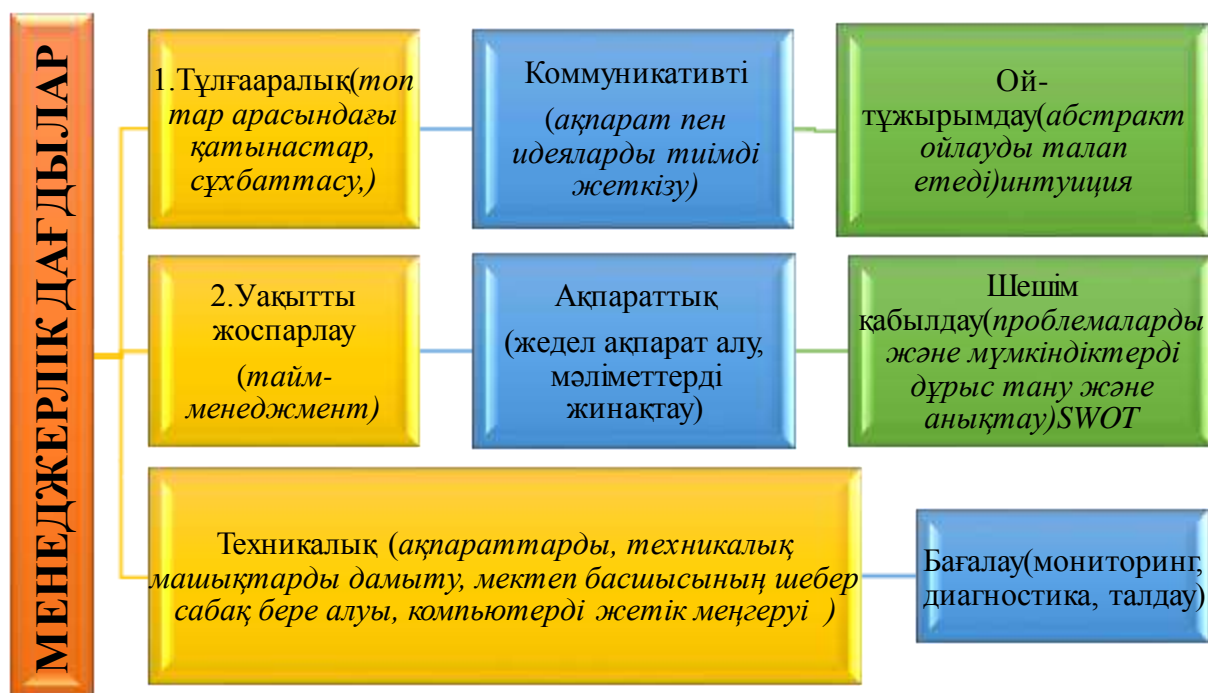 МЕНЕДЖЕРЛІК ДАҒДЫЛАР
1.Тұлғааралық(топ
тар арасындағы
қатынастар,
сұхбаттасу,)
Коммуникативті
(ақпарат пен
идеяларды тиімді
жеткізу)
Ой-
тұжырымдау(абстракт
ойлауды талап
етеді)интуиция
2.Уақытты
жоспарлау
(тайм-
менеджмент)
Ақпараттық
(жедел ақпарат алу,
мәліметтерді
жинақтау)
Шешім
қабылдау(проблемаларды
және мүмкіндіктерді
дұрыс тану және
анықтау)SWOT
Техникалық (ақпараттарды, техникалық
машықтарды дамыту, мектеп басшысының шебер
сабақ бере алуы, компьютерді жетік меңгеруі )
Бағалау(мониторинг,
диагностика, талдау)